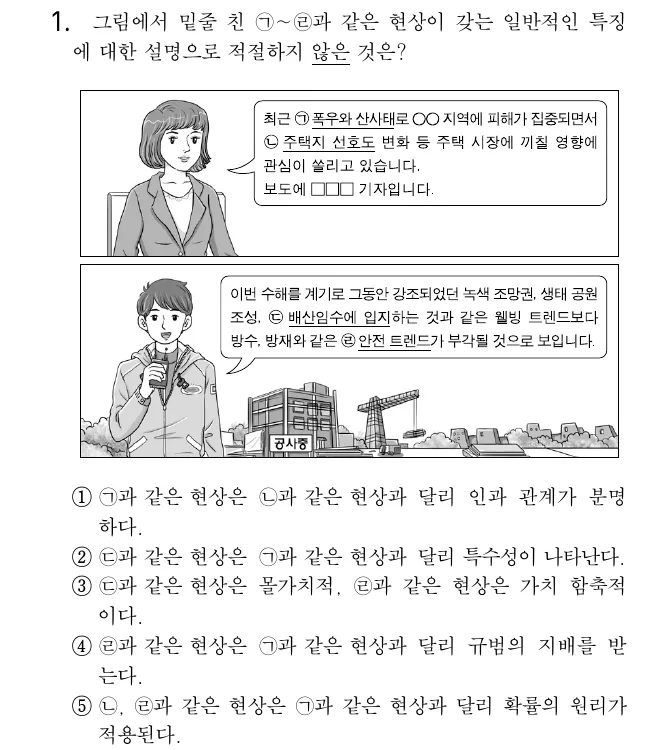 1. 그림에서 밑줄 친 ㉠~㉣과 같은 현상이 갖는 일반적인 특징
에 대한 설명으로 적절하지 않은 것은?
최근 ㉠ 폭우와 산사태로 ○○ 지역에 피해가 집중되면서
㉡ 주택지 선호도 변화 등 주택 시장에 끼칠 영향에
관심이 쏠리고 있습니다.
보도에 □□□ 기자입니다.
이번 수해를 계기로 그동안 강조되었던 녹색 조망권, 생태 공원
조성, ㉢ 배산임수에 입지하는 것과 같은 웰빙 트렌드보다
방수, 방재와 같은 ㉣ 안전 트렌드가 부각될 것으로 보입니다.
공사중
① ㉠과 같은 현상은 ㉡과 같은 현상과 달리 인과 관계가 분명
하다.
② ㉢과 같은 현상은 ㉠과 같은 현상과 달리 특수성이 나타난다.
③ ㉢과 같은 현상은 몰가치적, ㉣과 같은 현상은 가치 함축적
이다.
④ ㉣과 같은 현상은 ㉠과 같은 현상과 달리 규범의 지배를 받
는다.
⑤ ㉡, ㉣과 같은 현상은 ㉠과 같은 현상과 달리 확률의 원리가
적용된다.